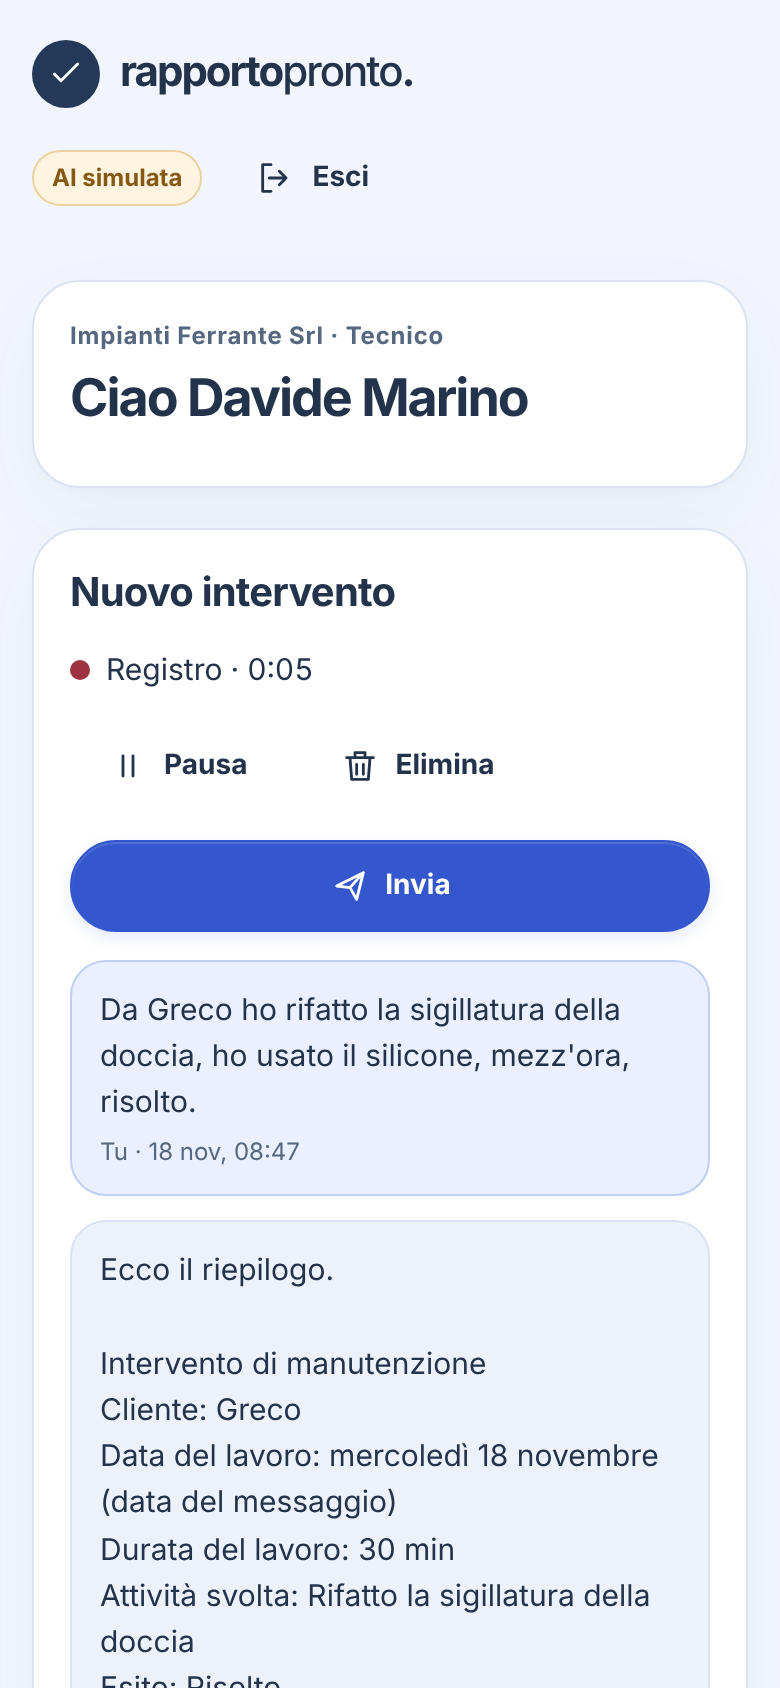 rapportopronto.
AI simulata
Esci
Impianti Ferrante Srl · Tecnico
Ciao Davide Marino
Nuovo intervento
Registro · 0:05
Pausa
Elimina
Invia
Da Greco ho rifatto la sigillatura della
doccia, ho usato il silicone, mezz'ora,
risolto.
Tu · 18 nov, 08:47
Ecco il riepilogo.
Intervento di manutenzione
Cliente: Greco
Data del lavoro: mercoledì 18 novembre
(data del messaggio)
Durata del lavoro: 30 min
Attività svolta: Rifatto la sigillatura della
doccia
Esito: Risolto